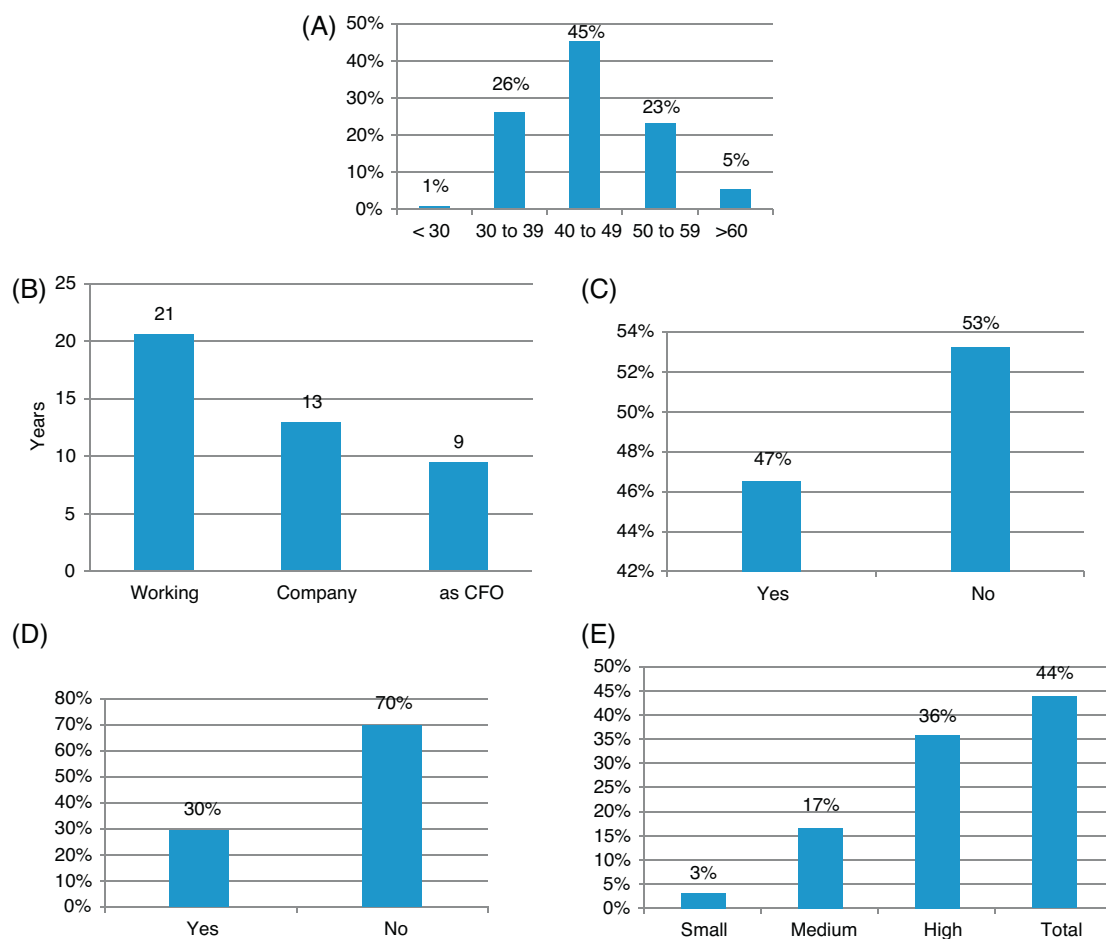 (A)
50%
40%
30%
20%
10%
0%
1%
26%
45%
23%
5%
< 30
30 to 39
40 to 49
50 to 59
>60
(B)
Years
25
20
15
10
5
0
21
13
9
Working
Company
as CFO
(C)
54%
52%
50%
48%
46%
44%
42%
47%
53%
Yes
No
(D)
80%
70%
60%
50%
40%
30%
20%
10%
0%
30%
70%
Yes
No
(E)
50%
45%
40%
35%
30%
25%
20%
15%
10%
5%
0%
3%
17%
36%
44%
Small
Medium
High
Total